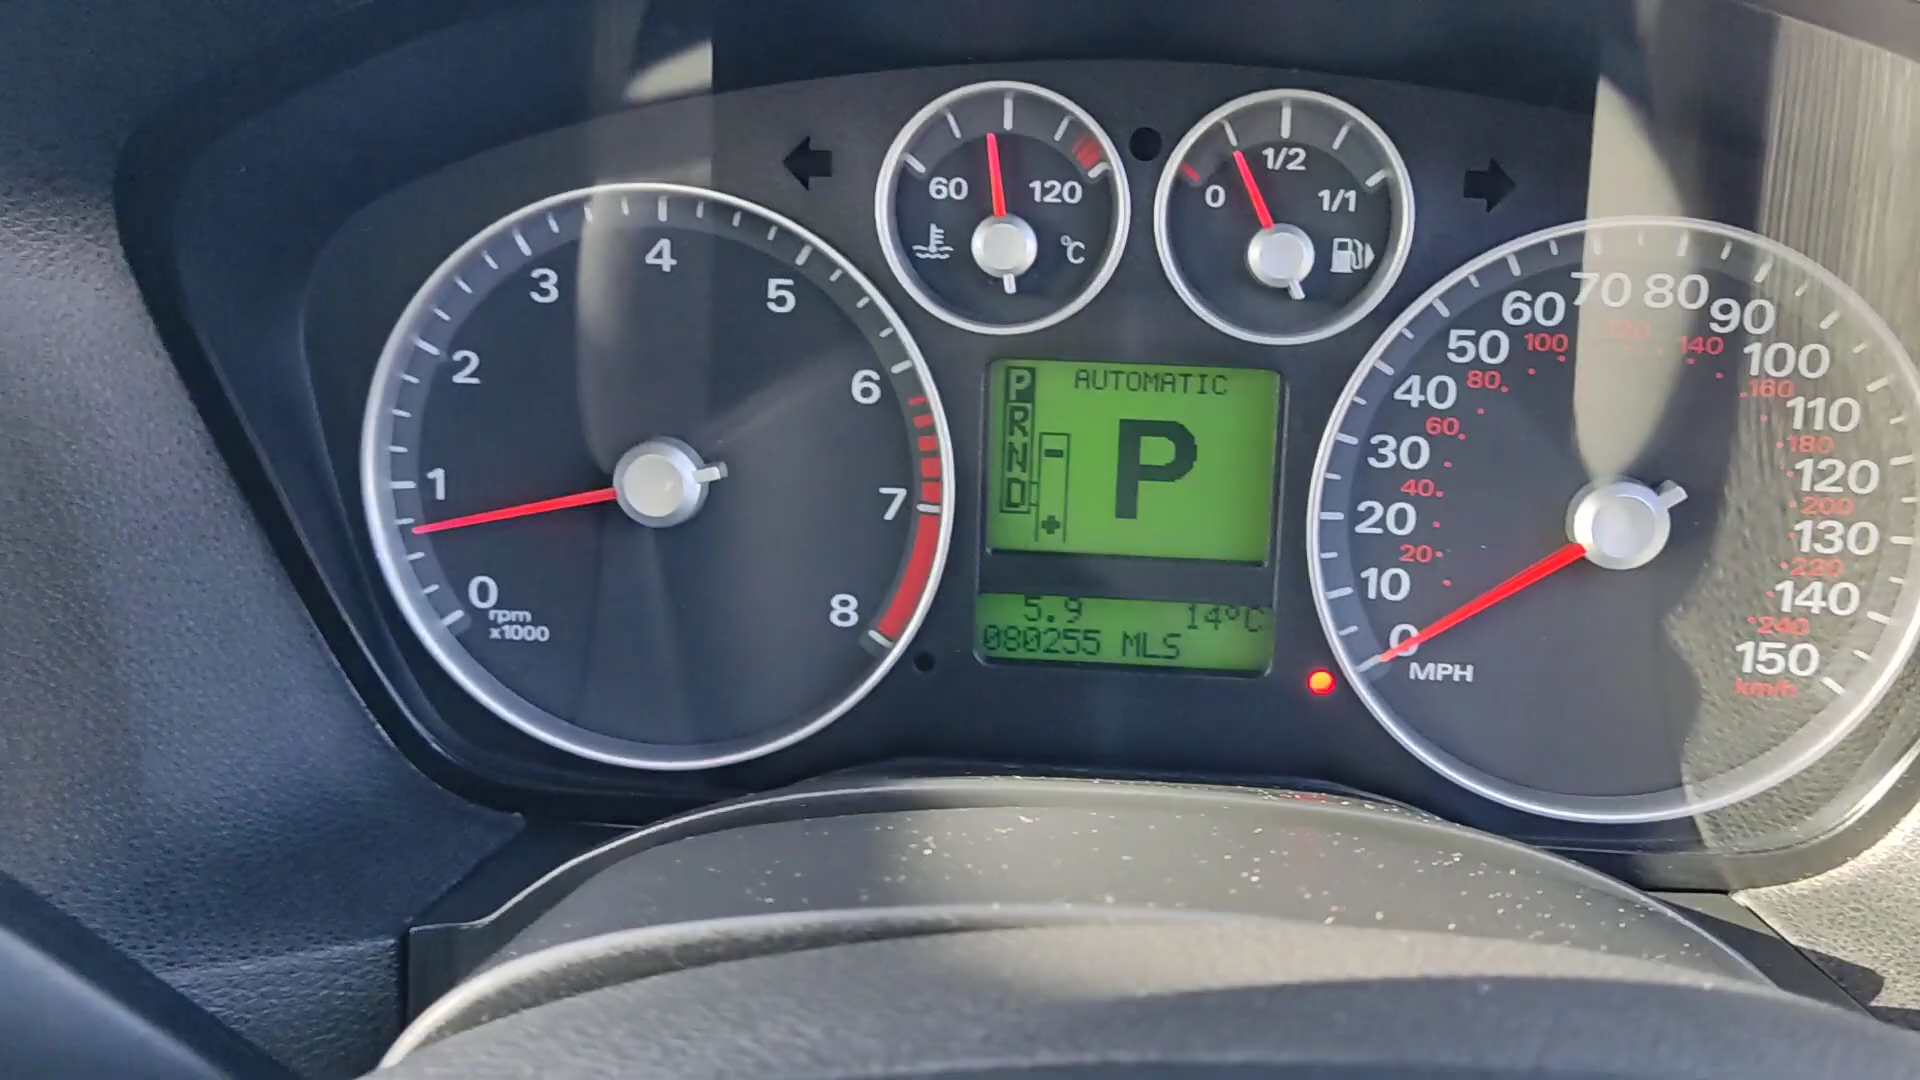 60 120
°C
0 1/2 1/1
0 1 2 3 4 5 6 7 8
rpm
x1000
P AUTOMATIC
R
N
D
-
+
P
5.9 14°C
080255 MLS
0 10 20 30 40 50 60 70 80 90 100 110 120 130 140 150
MPH
20 40 60 80 100 120 140 160 180 200 220 240
km/h